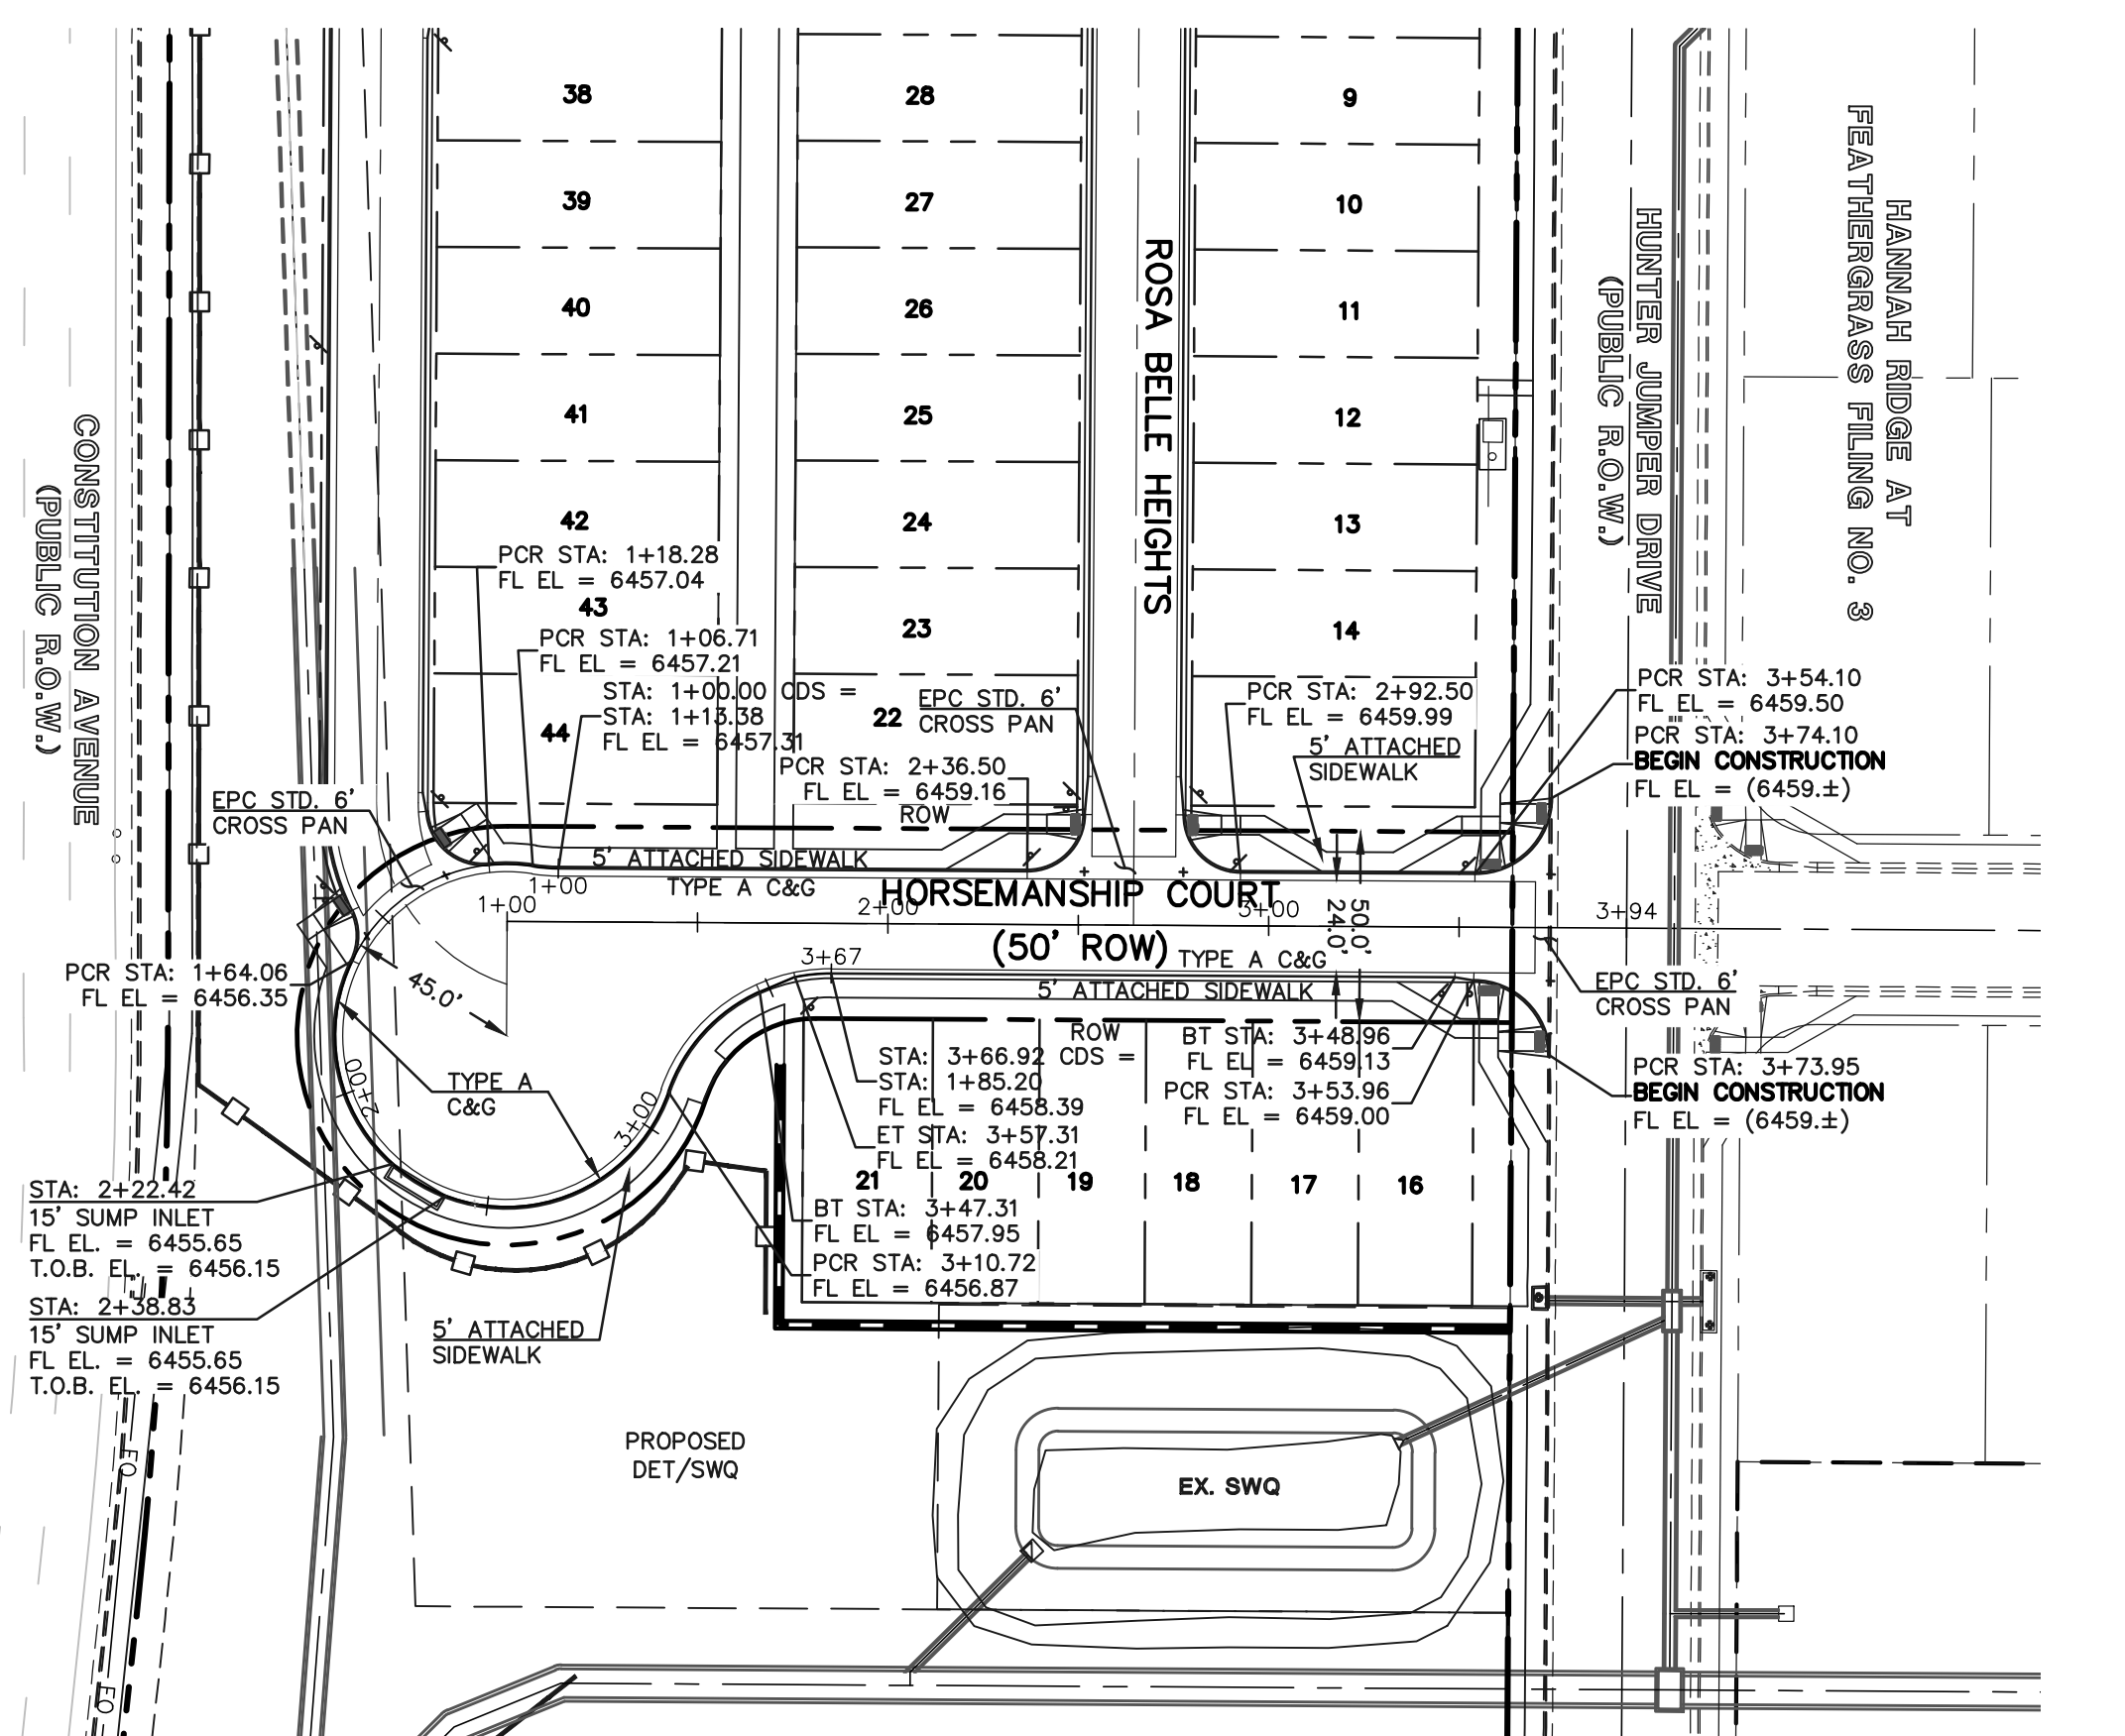 38
39
40
41
42
43
44
28
27
26
25
24
23
22
9
10
11
12
13
14
ROSA BELLE HEIGHTS
HUNTER JUMPER DRIVE
(PUBLIC R.O.W.)
HANNAH RIDGE AT
FEATHERGRASS FILING NO. 3
CONSTITUTION AVENUE
(PUBLIC R.O.W.)
PCR STA: 1+18.28
FL EL = 6457.04
PCR STA: 1+06.71
FL EL = 6457.21
STA: 1+00.00 CDS =
STA: 1+13.38
FL EL = 6457.31
EPC STD. 6'
CROSS PAN
PCR STA: 2+36.50
FL EL = 6459.16
ROW
PCR STA: 2+92.50
FL EL = 6459.99
5' ATTACHED
SIDEWALK
PCR STA: 3+54.10
FL EL = 6459.50
PCR STA: 3+74.10
BEGIN CONSTRUCTION
FL EL = (6459.±)
EPC STD. 6'
CROSS PAN
5' ATTACHED SIDEWALK
TYPE A C&G
1+00
1+00
2+00
3+00
3+94
HORSEMANSHIP COURT
(50' ROW)
TYPE A C&G
24.0'
50.0'
3+67
5' ATTACHED SIDEWALK
EPC STD. 6'
CROSS PAN
PCR STA: 1+64.06
FL EL = 6456.35
45.0'
2+00
3+00
TYPE A
C&G
ROW
STA: 3+66.92 CDS =
STA: 1+85.20
FL EL = 6458.39
ET STA: 3+57.31
FL EL = 6458.21
BT STA: 3+48.96
FL EL = 6459.13
PCR STA: 3+53.96
FL EL = 6459.00
PCR STA: 3+73.95
BEGIN CONSTRUCTION
FL EL = (6459.±)
21
20
19
18
17
16
BT STA: 3+47.31
FL EL = 6457.95
PCR STA: 3+10.72
FL EL = 6456.87
STA: 2+22.42
15' SUMP INLET
FL EL. = 6455.65
T.O.B. EL. = 6456.15
STA: 2+38.83
15' SUMP INLET
FL EL. = 6455.65
T.O.B. EL. = 6456.15
5' ATTACHED
SIDEWALK
PROPOSED
DET/SWQ
EX. SWQ
FO
FO